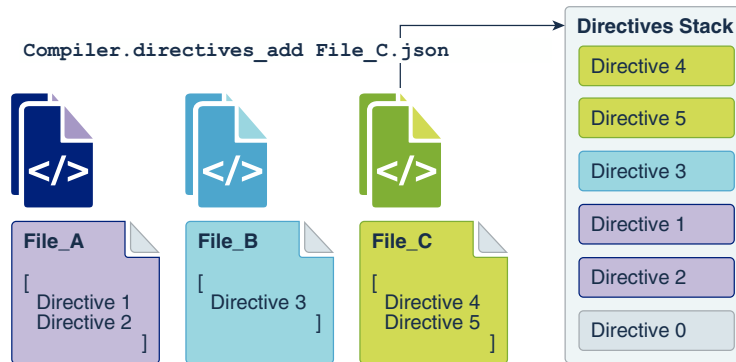 Compiler.directives_add File_C.json
</>
</>
</>
File_A
[
Directive 1
Directive 2
]
File_B
[
Directive 3
]
File_C
[
Directive 4
Directive 5
]
Directives Stack
Directive 4
Directive 5
Directive 3
Directive 1
Directive 2
Directive 0